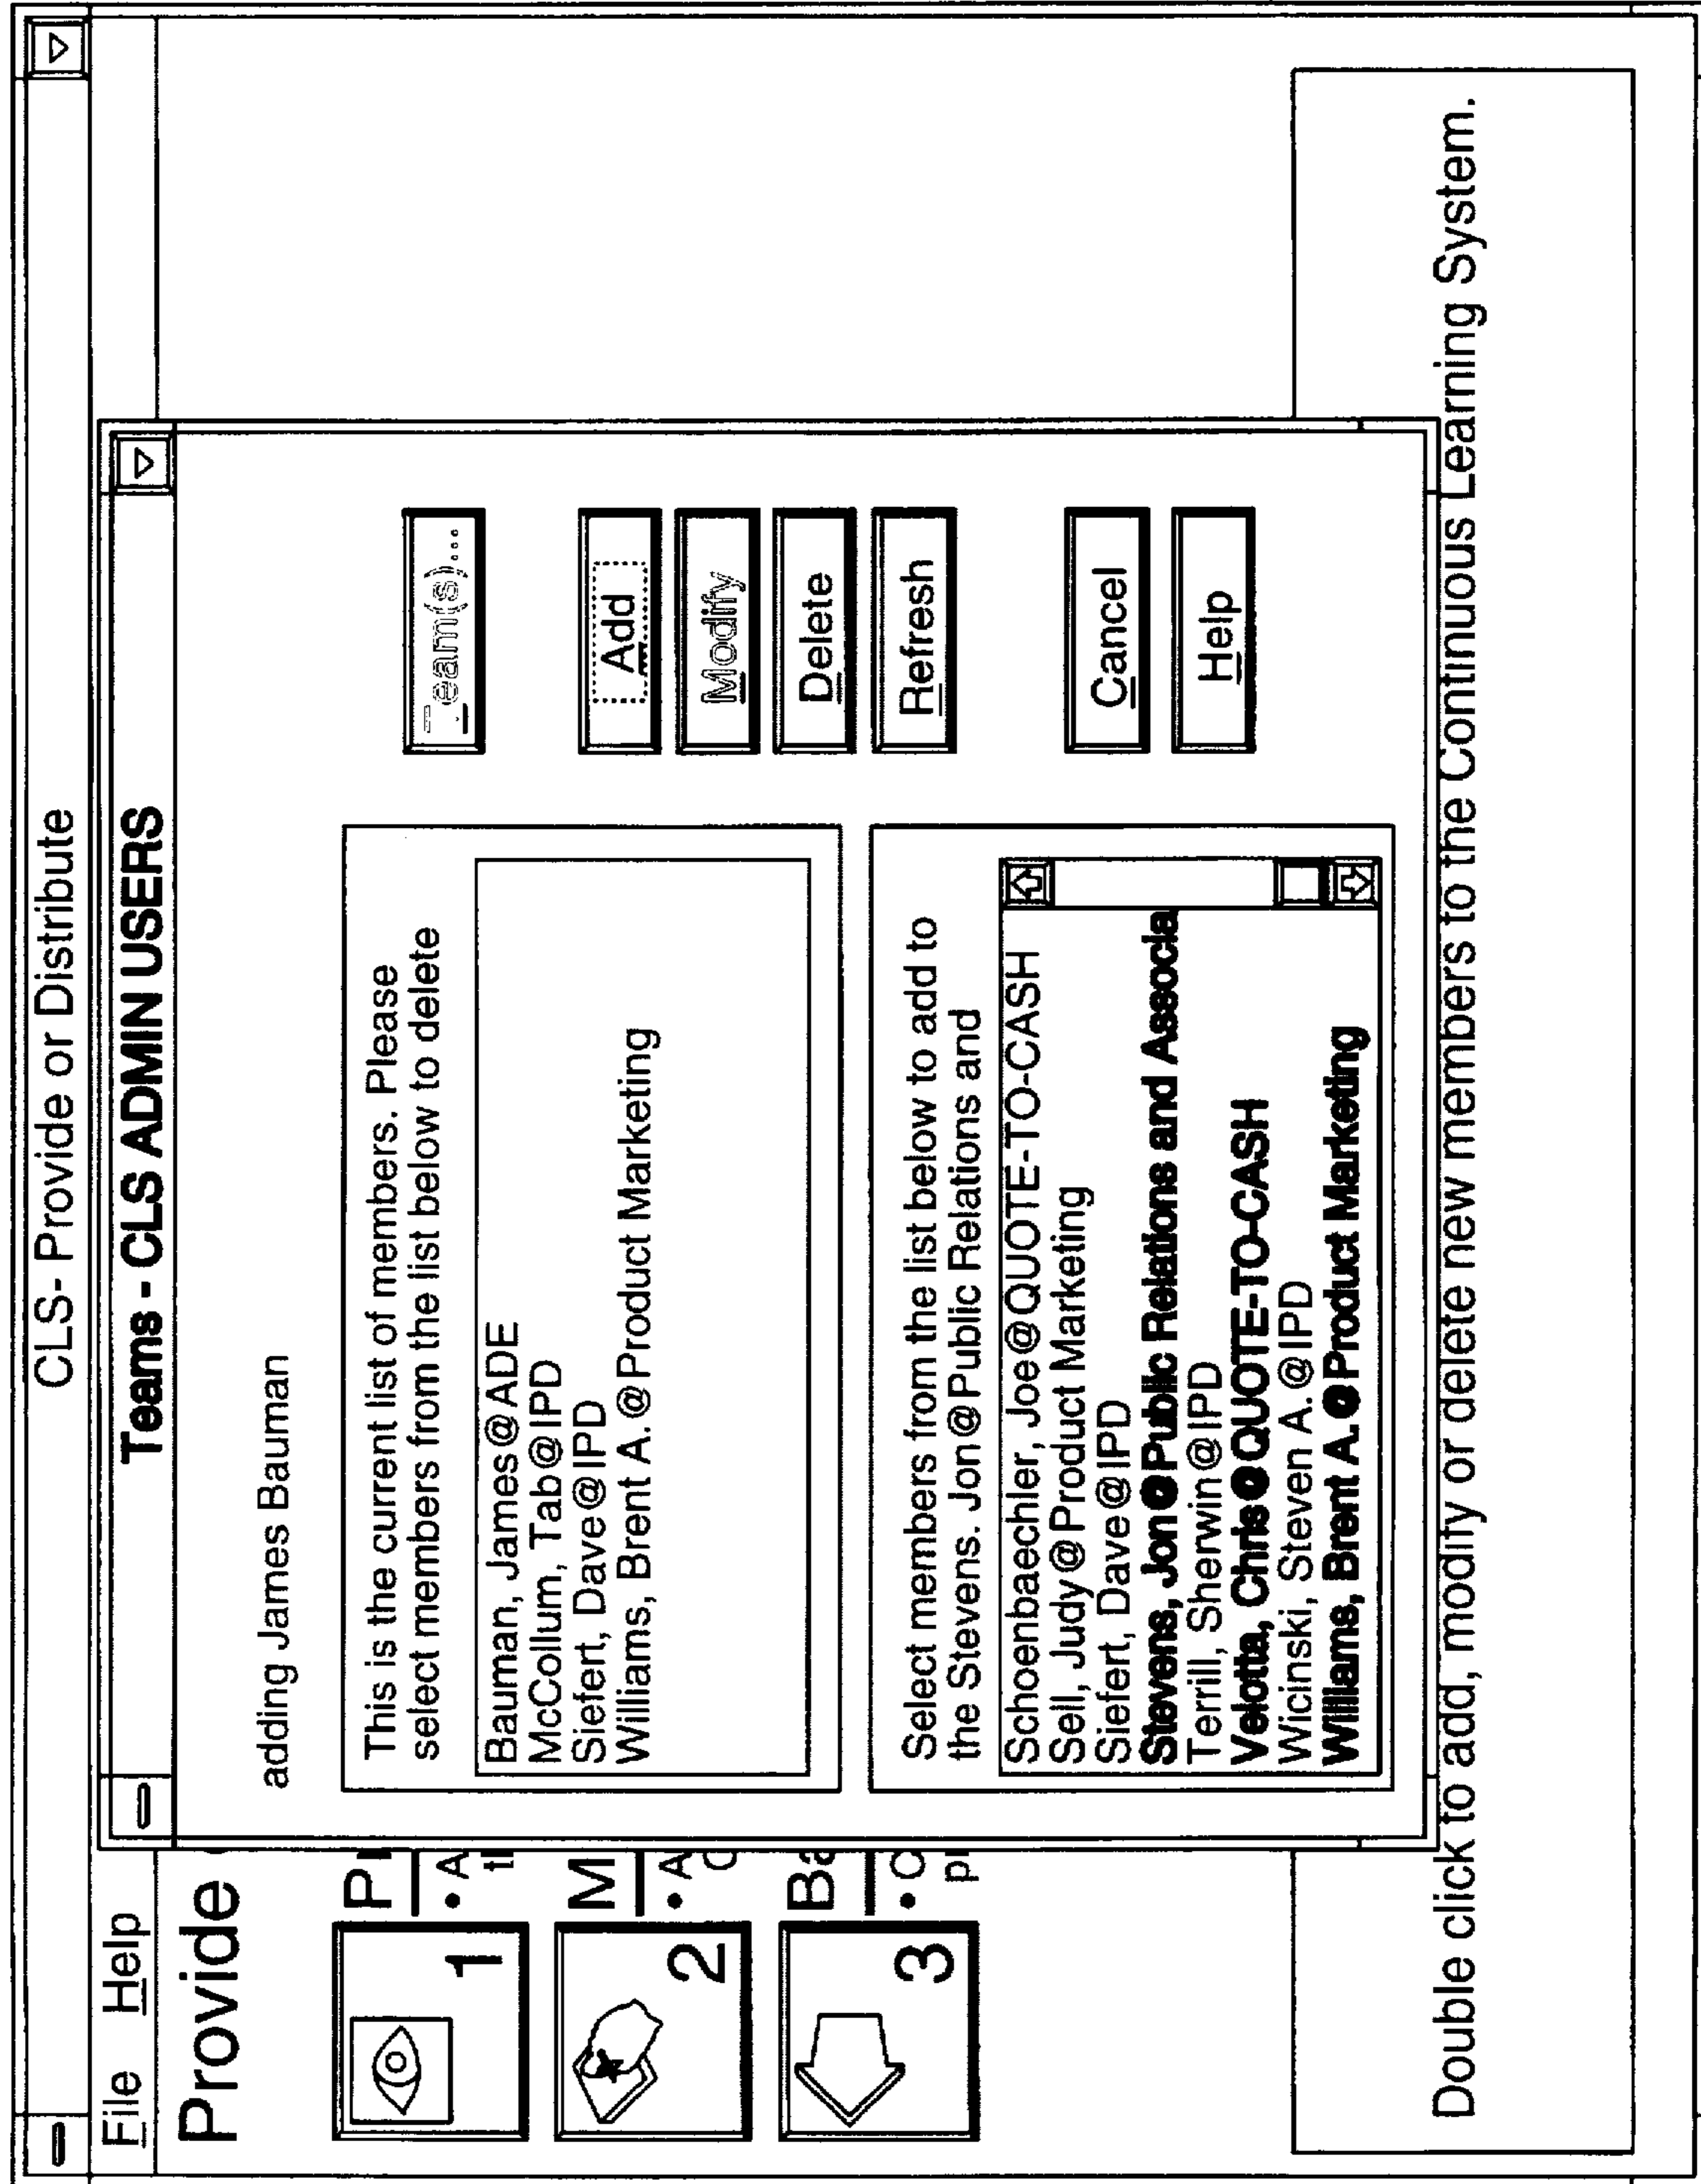 CLS- Provide or Distribute
File Help
Teams - CLS ADMIN USERS
Provide
adding James Bauman
This is the current list of members. Please
select members from the list below to delete
Bauman, James@ADE
McCollum, Tab@IPD
Siefert, Dave@IPD
Williams, Brent A.@Product Marketing
Select members from the list below to add to
the Stevens. Jon@Public Relations and
Schoenbaechler, Joe@QUOTE-TO-CASH
Sell, Judy@Product Marketing
Siefert, Dave@IPD
Stevens, Jon@Public Relations and Associa
Terrill, Sherwin@IPD
Velotta, Chris@QUOTE-TO-CASH
Wicinski, Steven A.@IPD
Williams, Brent A.@Product Marketing
Team(s)...
Add
Modify
Delete
Refresh
Cancel
Help
1
• A
2
M
• A
3
Ba
• O
Double click to add, modify or delete new members to the Continuous Learning System.